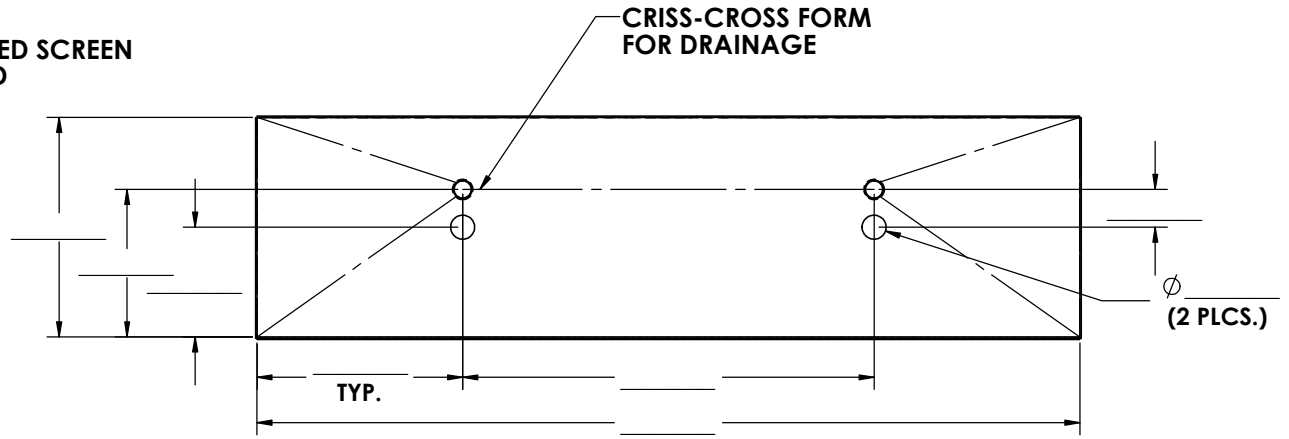 CRISS-CROSS FORM
FOR DRAINAGE
ED SCREEN
Ø
(2 PLCS.)
TYP.